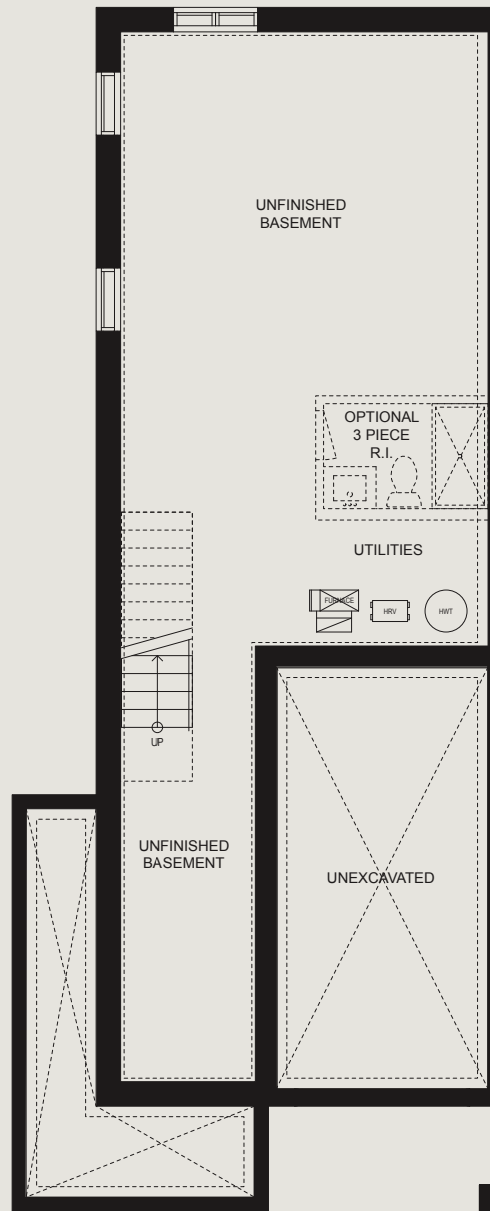 UNFINISHED
BASEMENT
OPTIONAL
3 PIECE
R.I.
UTILITIES
FURNACE
HRV
HWT
UP
UNFINISHED
BASEMENT
UNEXCAVATED